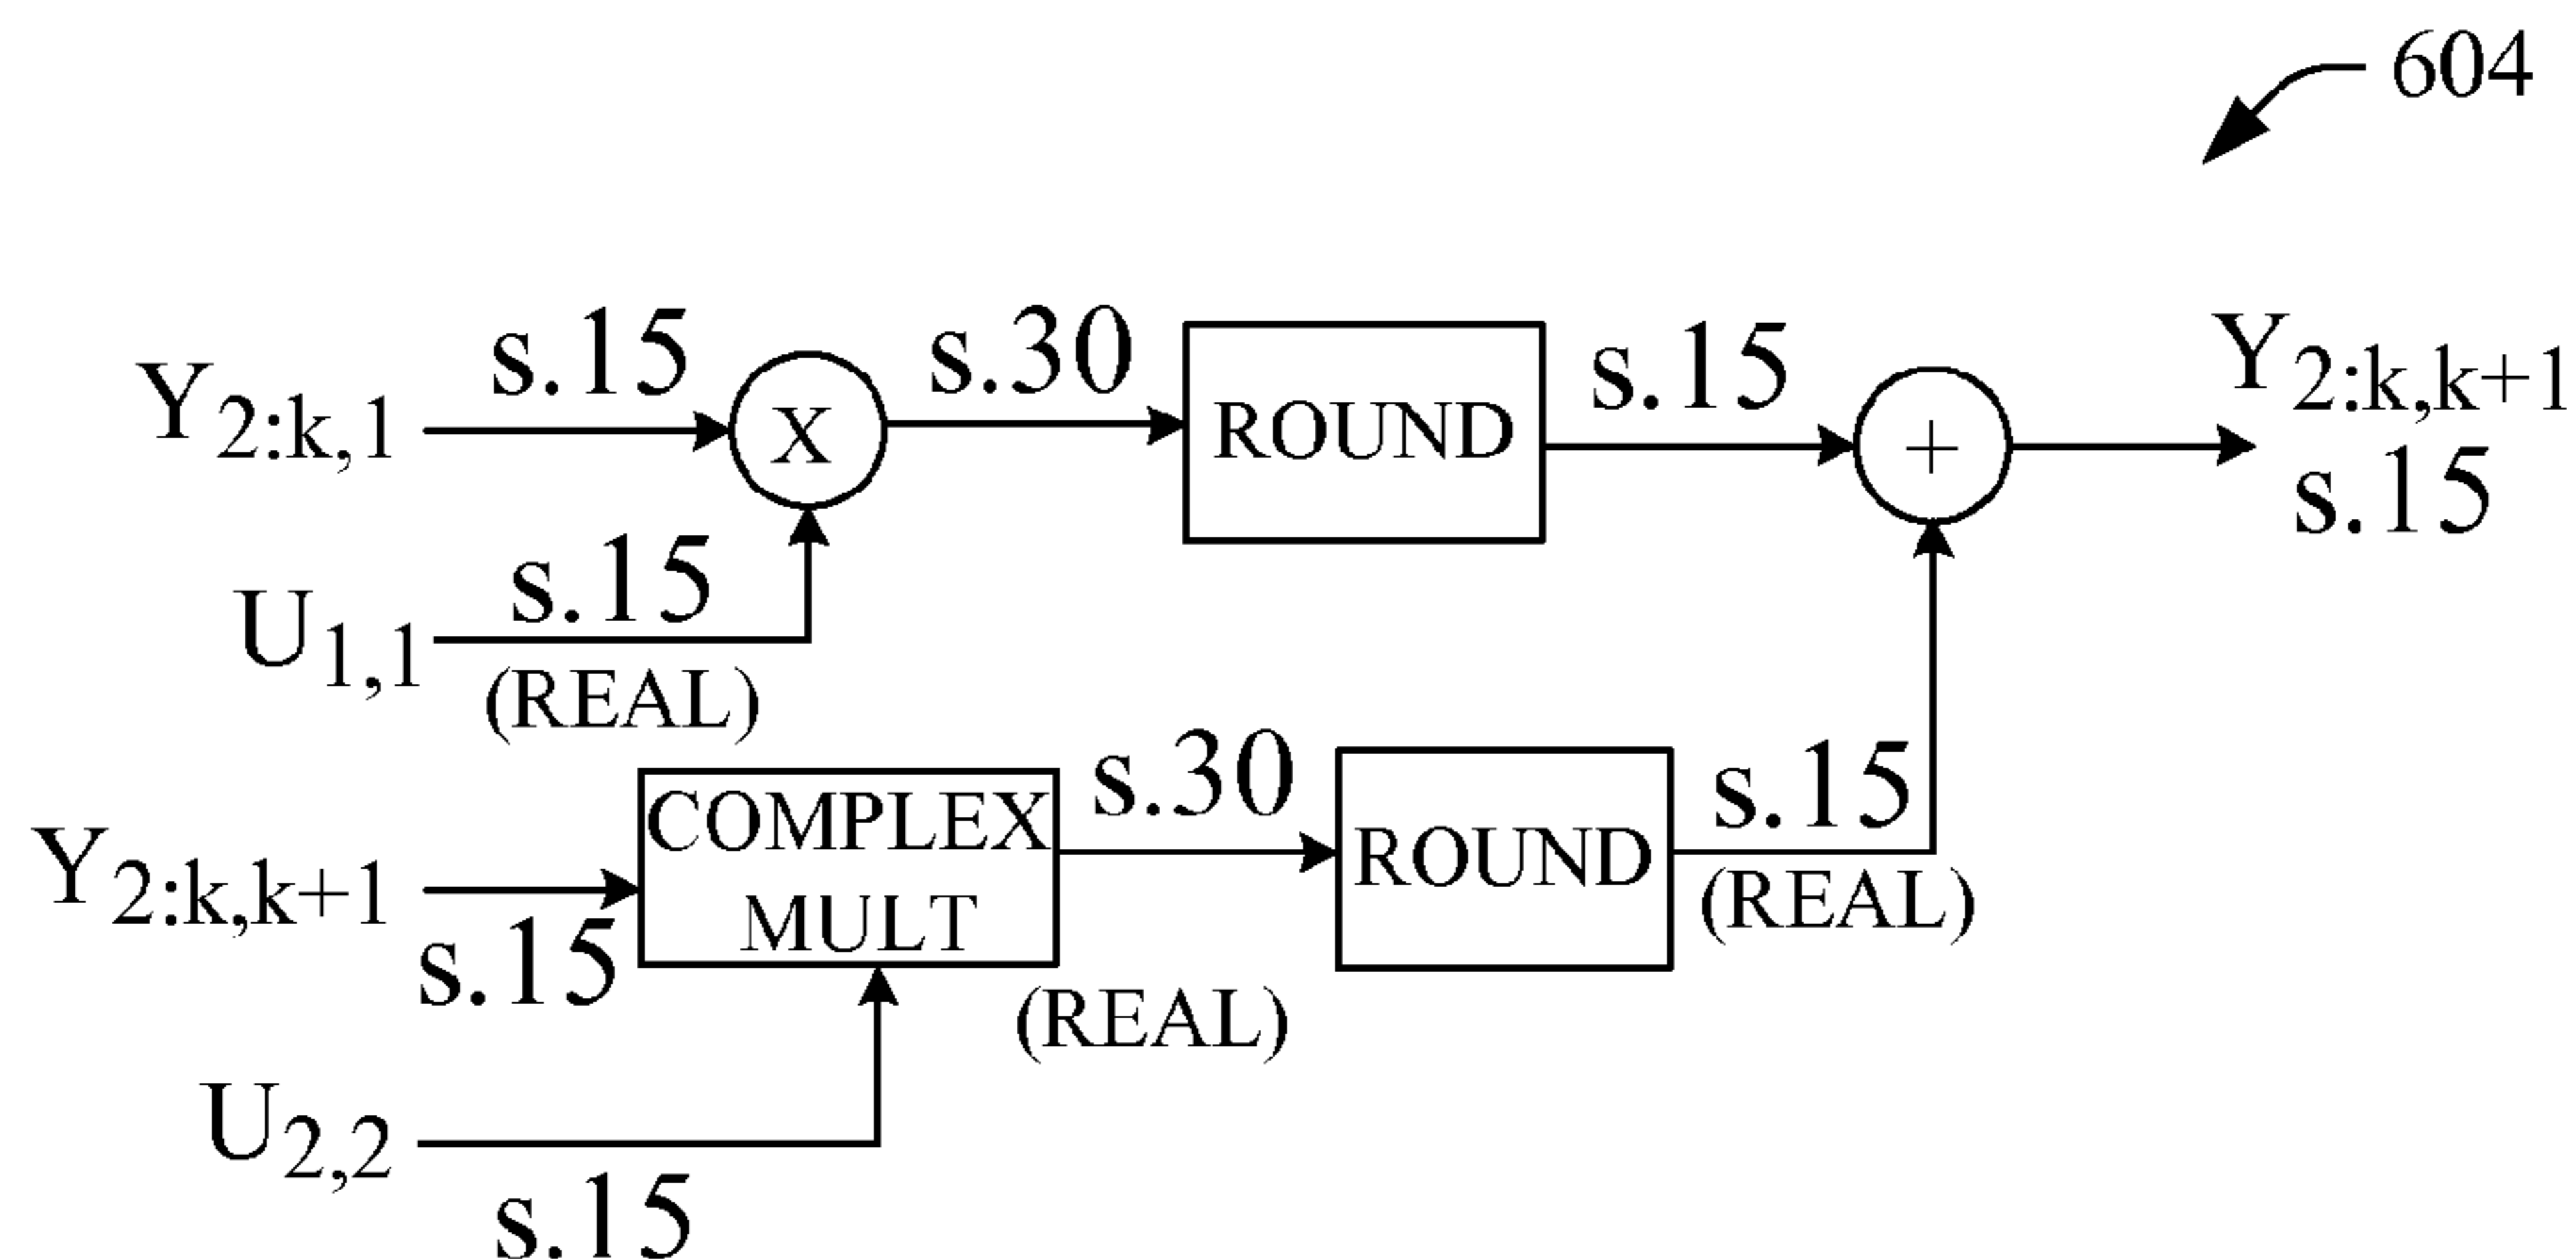 604
Y2:k,1
s.15
X
s.30
ROUND
s.15
+
Y2:k,k+1
s.15
U1,1
s.15
(REAL)
Y2:k,k+1
s.15
COMPLEX
MULT
s.30
(REAL)
ROUND
s.15
(REAL)
U2,2
s.15